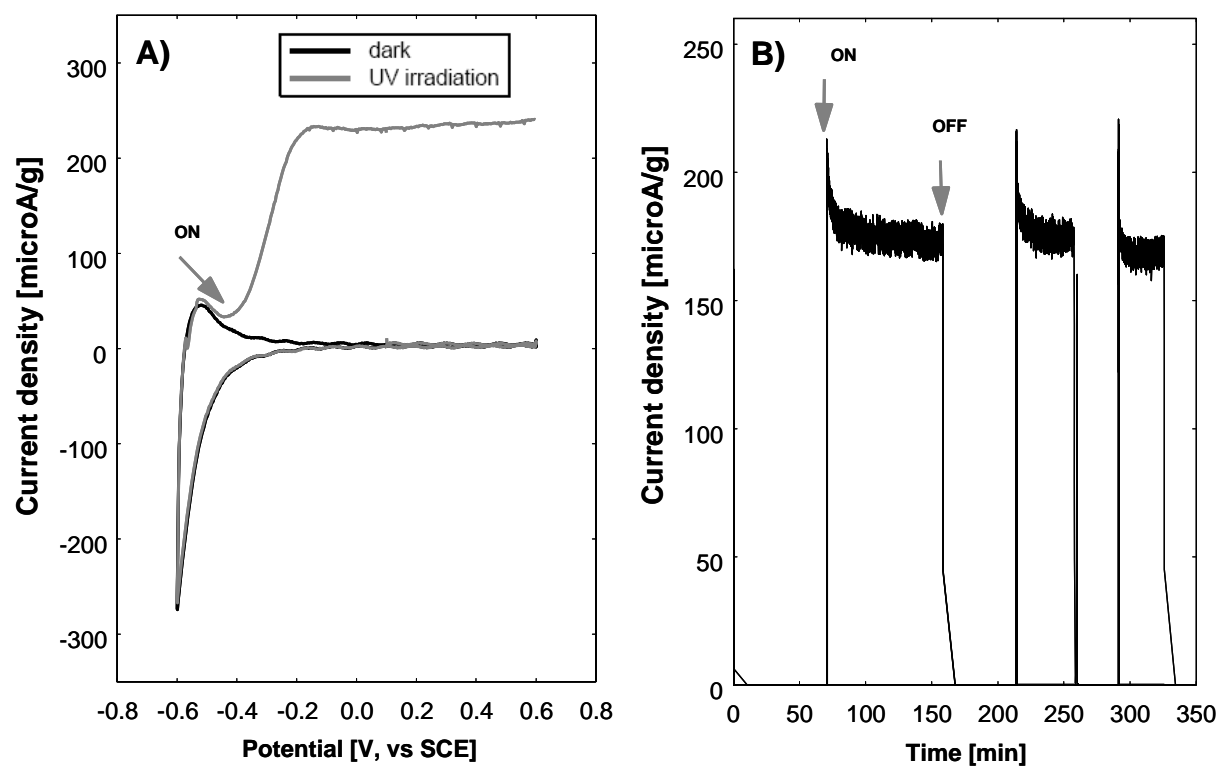 A)
dark
UV irradiation
ON
Current density [microA/g]
300
200
100
0
-100
-200
-300
-0.8 -0.6 -0.4 -0.2 0.0 0.2 0.4 0.6 0.8
Potential [V, vs SCE]
B)
ON
OFF
Current density [microA/g]
250
200
150
100
50
0
0 50 100 150 200 250 300 350
Time [min]